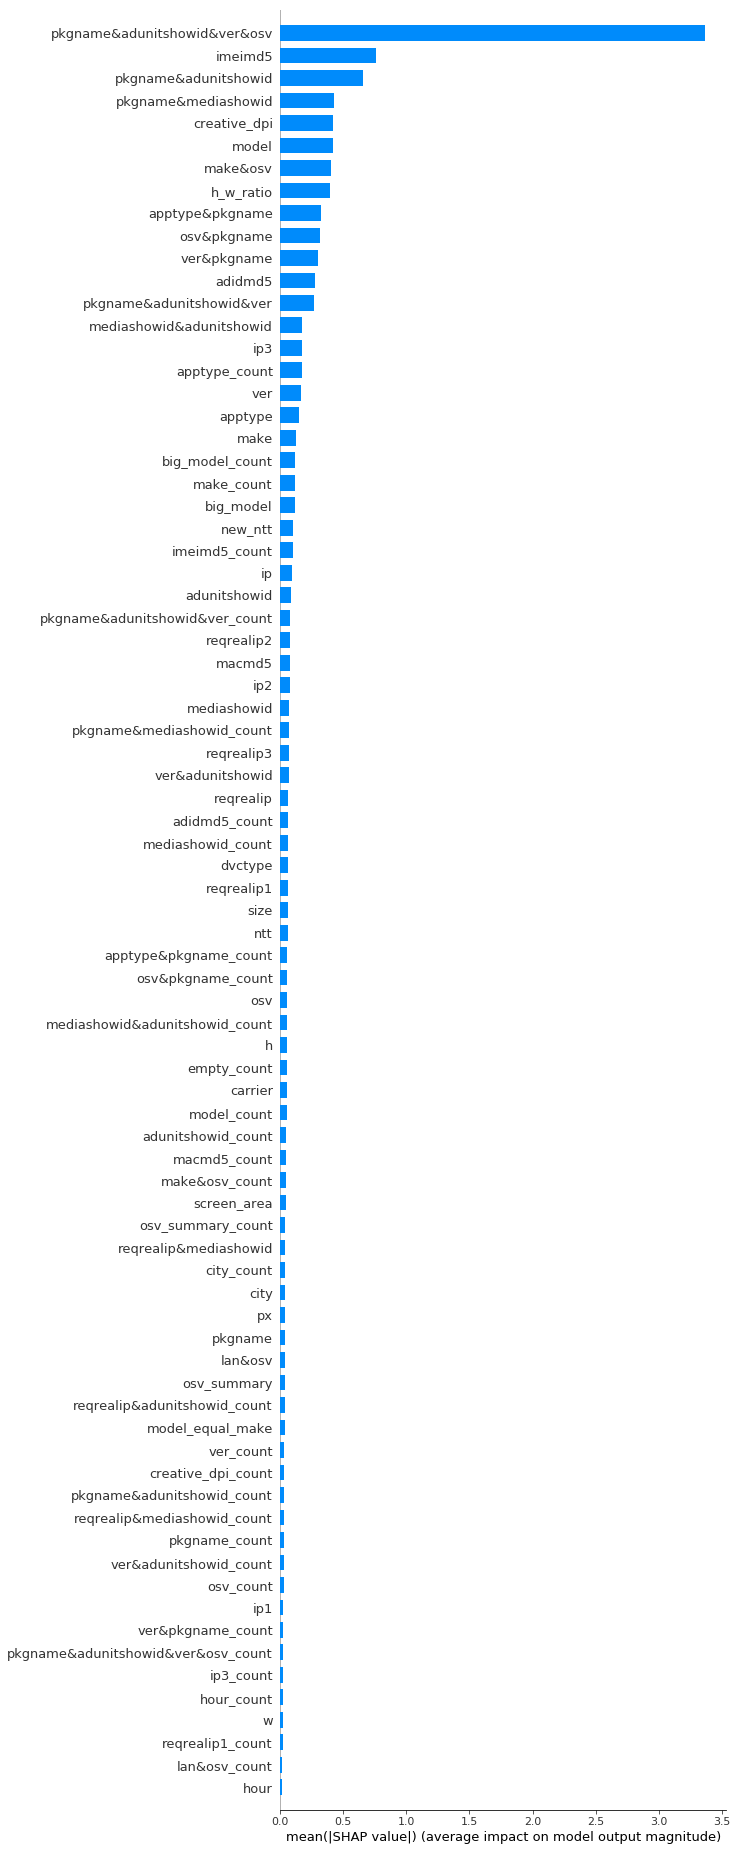 pkgname&adunitshowid&ver&osv
imeimd5
pkgname&adunitshowid
pkgname&mediashowid
creative_dpi
model
make&osv
h_w_ratio
apptype&pkgname
osv&pkgname
ver&pkgname
adidmd5
pkgname&adunitshowid&ver
mediashowid&adunitshowid
ip3
apptype_count
ver
apptype
make
big_model_count
make_count
big_model
new_ntt
imeimd5_count
ip
adunitshowid
pkgname&adunitshowid&ver_count
reqrealip2
macmd5
ip2
mediashowid
pkgname&mediashowid_count
reqrealip3
ver&adunitshowid
reqrealip
adidmd5_count
mediashowid_count
dvctype
reqrealip1
size
ntt
apptype&pkgname_count
osv&pkgname_count
osv
mediashowid&adunitshowid_count
h
empty_count
carrier
model_count
adunitshowid_count
macmd5_count
make&osv_count
screen_area
osv_summary_count
reqrealip&mediashowid
city_count
city
px
pkgname
lan&osv
osv_summary
reqrealip&adunitshowid_count
model_equal_make
ver_count
creative_dpi_count
pkgname&adunitshowid_count
reqrealip&mediashowid_count
pkgname_count
ver&adunitshowid_count
osv_count
ip1
ver&pkgname_count
pkgname&adunitshowid&ver&osv_count
ip3_count
hour_count
w
reqrealip1_count
lan&osv_count
hour
0.0 0.5 1.0 1.5 2.0 2.5 3.0 3.5
mean(|SHAP value|) (average impact on model output magnitude)